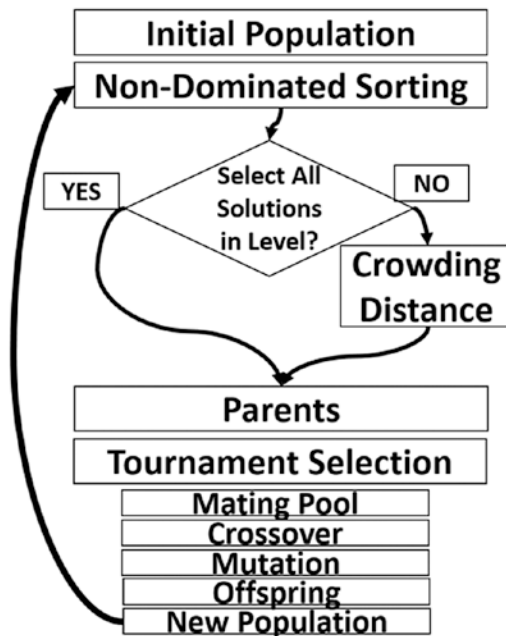 Initial Population
Non-Dominated Sorting
YES
Select All
Solutions
in Level?
NO
Crowding
Distance
Parents
Tournament Selection
Mating Pool
Crossover
Mutation
Offspring
New Population